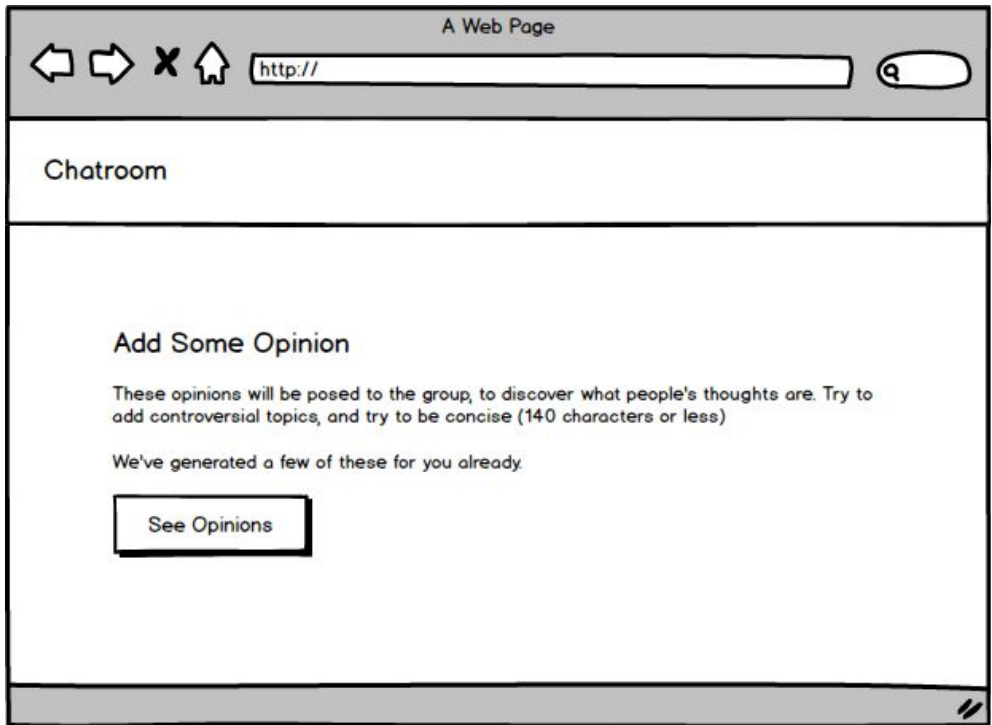 A Web Page
http://
Chatroom
Add Some Opinion
These opinions will be posed to the group, to discover what people's thoughts are. Try to
add controversial topics, and try to be concise (140 characters or less)
We've generated a few of these for you already.
See Opinions